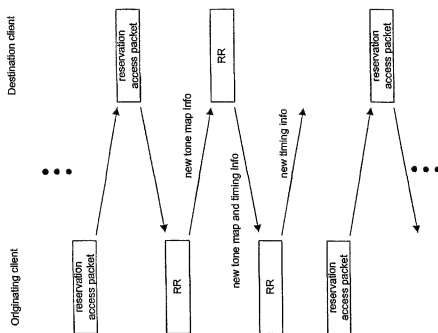 Destination client
reservation
access packet
RR
reservation
access packet
new tone map Info
new tone map and timing Info
new timing info
Originating client
reservation
access packet
RR
RR
reservation
access packet